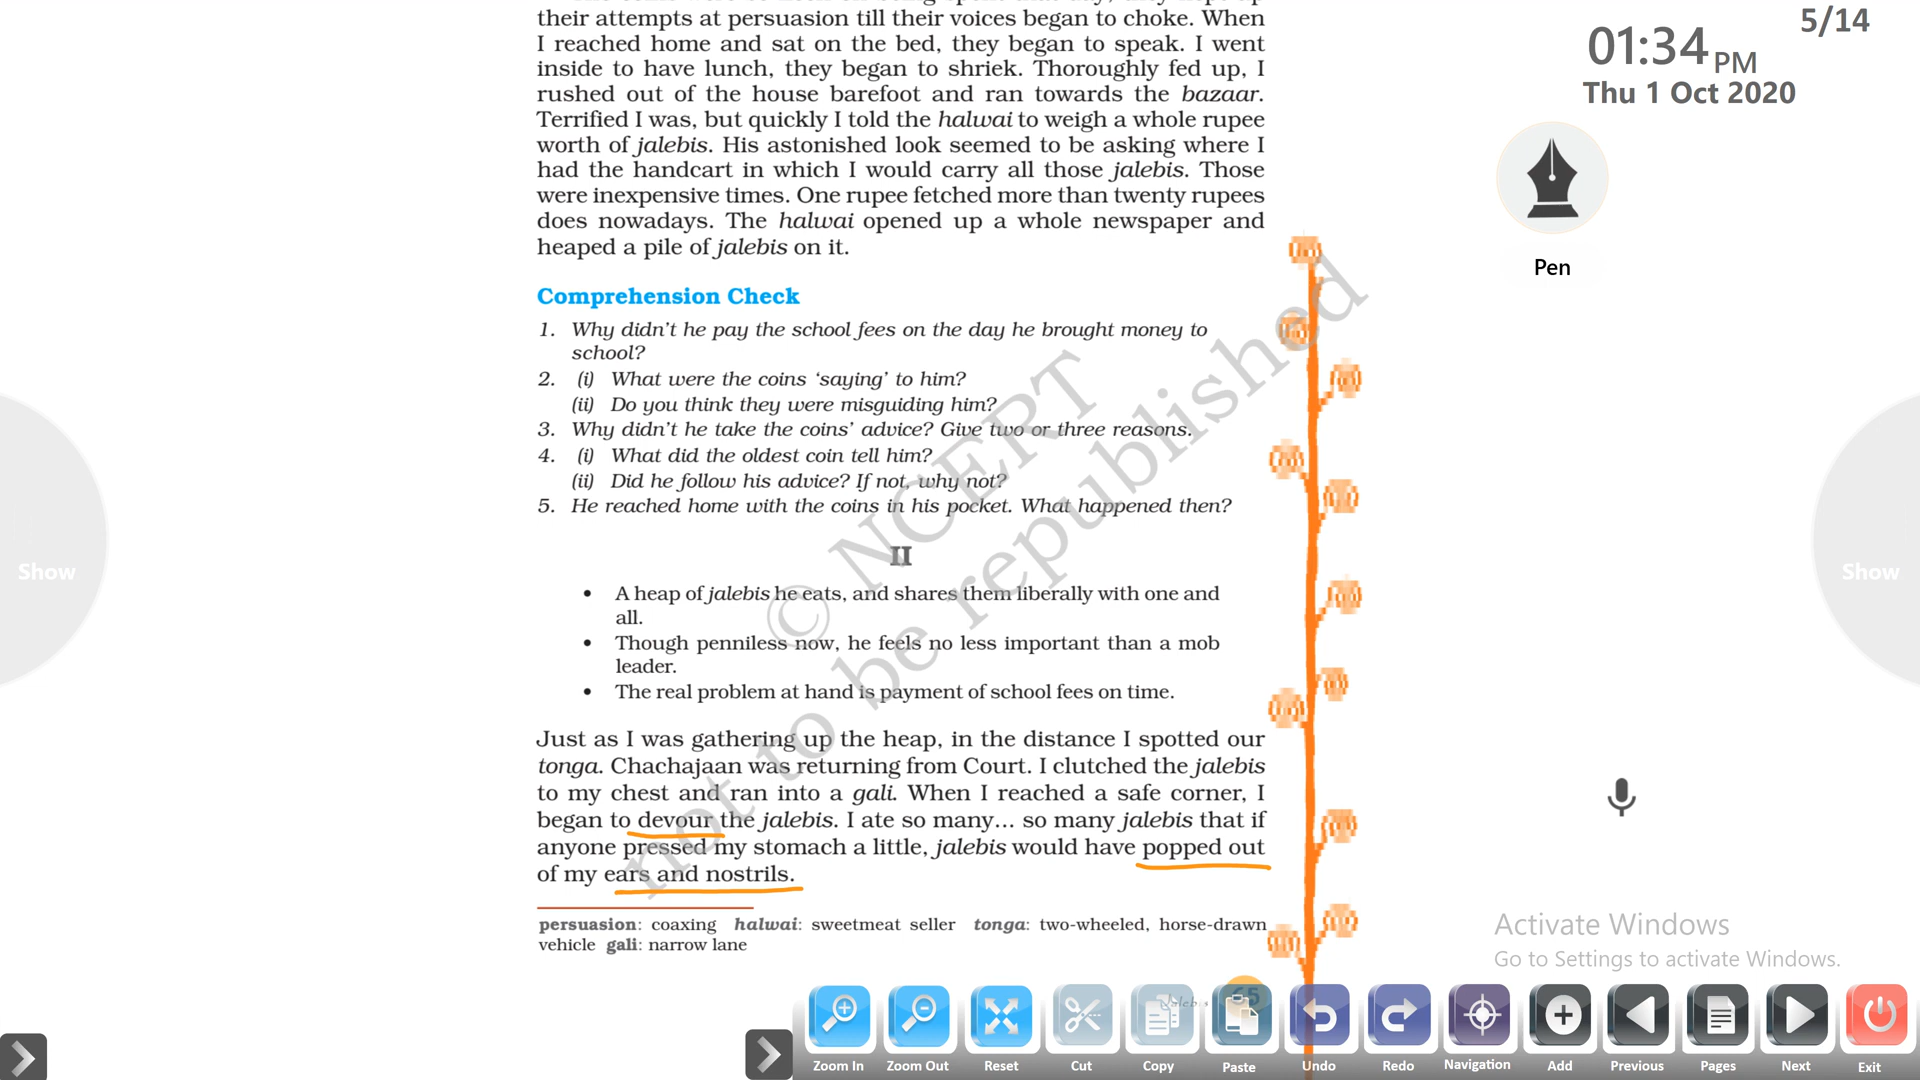 their attempts at persuasion till their voices began to choke. When
I reached home and sat on the bed, they began to speak. I went
inside to have lunch, they began to shriek. Thoroughly fed up, I
rushed out of the house barefoot and ran towards the bazaar.
Terrified I was, but quickly I told the halwai to weigh a whole rupee
worth of jalebis. His astonished look seemed to be asking where I
had the handcart in which I would carry all those jalebis. Those
were inexpensive times. One rupee fetched more than twenty rupees
does nowadays. The halwai opened up a whole newspaper and
heaped a pile of jalebis on it.
Comprehension Check
1. Why didn't he pay the school fees on the day he brought money to
school?
2. (i) What were the coins 'saying' to him?
(ii) Do you think they were misguiding him?
3. Why didn't he take the coins' advice? Give two or three reasons.
4. (i) What did the oldest coin tell him?
(ii) Did he follow his advice? If not, why not?
5. He reached home with the coins in his pocket. What happened then?
II
• A heap of jalebis he eats, and shares them liberally with one and
all.
• Though penniless now, he feels no less important than a mob
leader.
• The real problem at hand is payment of school fees on time.
Just as I was gathering up the heap, in the distance I spotted our
tonga. Chachajaan was returning from Court. I clutched the jalebis
to my chest and ran into a gali. When I reached a safe corner, I
began to devour the jalebis. I ate so many... so many jalebis that if
anyone pressed my stomach a little, jalebis would have popped out
of my ears and nostrils.
persuasion: coaxing halwai: sweetmeat seller tonga: two-wheeled, horse-drawn
vehicle gali: narrow lane
© NCERT
not to be republished
5/14
01:34 PM
Thu 1 Oct 2020
Pen
Show
Show
Activate Windows
Go to Settings to activate Windows.
Jalebis 65
Zoom In Zoom Out Reset Cut Copy Paste Undo Redo Navigation Add Previous Pages Next Exit